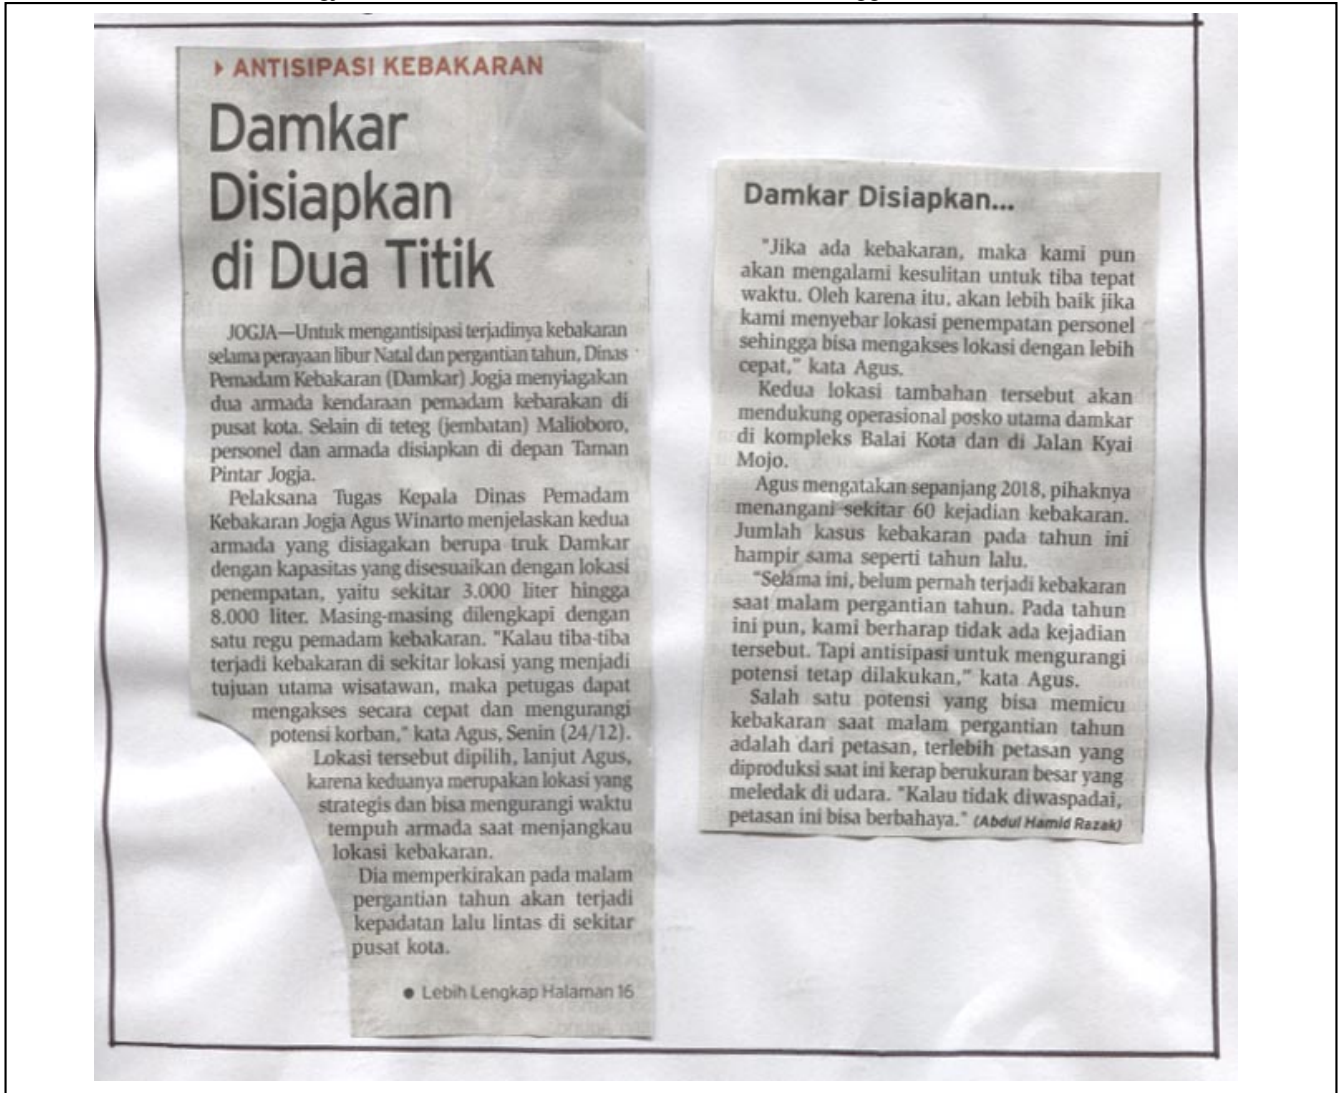 ANTISIPASI KEBAKARAN
Damkar
Disiapkan
di Dua Titik
JOGJA—Untuk mengantisipasi terjadinya kebakaran
selama perayaan libur Natal dan pergantian tahun, Dinas
Pemadam Kebakaran (Damkar) Jogja menyiagakan
dua armada kendaraan pemadam kebarakan di
pusat kota. Selain di teteg (jembatan) Malioboro,
personel dan armada disiapkan di depan Taman
Pintar Jogja.
Pelaksana Tugas Kepala Dinas Pemadam
Kebakaran Jogja Agus Winarto menjelaskan kedua
armada yang disiagakan berupa truk Damkar
dengan kapasitas yang disesuaikan dengan lokasi
penempatan, yaitu sekitar 3.000 liter hingga
8.000 liter. Masing-masing dilengkapi dengan
satu regu pemadam kebakaran. "Kalau tiba-tiba
terjadi kebakaran di sekitar lokasi yang menjadi
tujuan utama wisatawan, maka petugas dapat
mengakses secara cepat dan mengurangi
potensi korban," kata Agus, Senin (24/12).
Lokasi tersebut dipilih, lanjut Agus,
karena keduanya merupakan lokasi yang
strategis dan bisa mengurangi waktu
tempuh armada saat menjangkau
lokasi kebakaran.
Dia memperkirakan pada malam
pergantian tahun akan terjadi
kepadatan lalu lintas di sekitar
pusat kota.
● Lebih Lengkap Halaman 16
Damkar Disiapkan...
"Jika ada kebakaran, maka kami pun
akan mengalami kesulitan untuk tiba tepat
waktu. Oleh karena itu, akan lebih baik jika
kami menyebar lokasi penempatan personel
sehingga bisa mengakses lokasi dengan lebih
cepat," kata Agus.
Kedua lokasi tambahan tersebut akan
mendukung operasional posko utama damkar
di kompleks Balai Kota dan di Jalan Kyai
Mojo.
Agus mengatakan sepanjang 2018, pihaknya
menangani sekitar 60 kejadian kebakaran.
Jumlah kasus kebakaran pada tahun ini
hampir sama seperti tahun lalu.
"Selama ini, belum pernah terjadi kebakaran
saat malam pergantian tahun. Pada tahun
ini pun, kami berharap tidak ada kejadian
tersebut. Tapi antisipasi untuk mengurangi
potensi tetap dilakukan," kata Agus.
Salah satu potensi yang bisa memicu
kebakaran saat malam pergantian tahun
adalah dari petasan, terlebih petasan yang
diproduksi saat ini kerap berukuran besar yang
meledak di udara. "Kalau tidak diwaspadai,
petasan ini bisa berbahaya." (Abdul Hamid Razak)